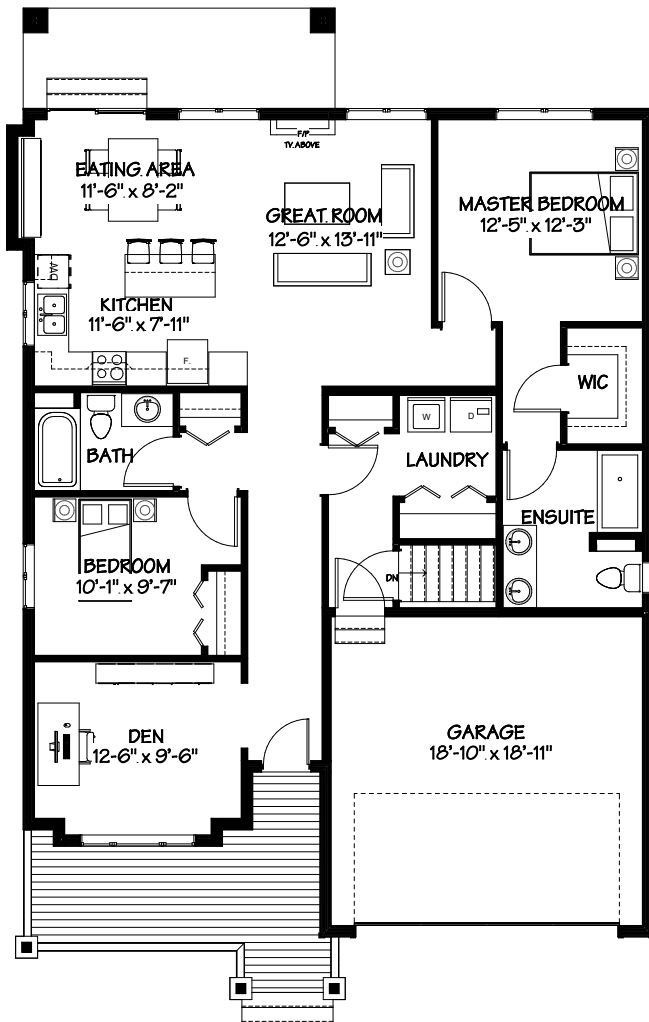 F/P
TV. ABOVE
EATING AREA
11'-6" x 8'-2"
GREAT ROOM
12'-6" x 13'-11"
MASTER BEDROOM
12'-5" x 12'-3"
DW
KITCHEN
11'-6" x 7'-11"
F.
WIC
W
D
BATH
LAUNDRY
ENSUITE
BEDROOM
10'-1" x 9'-7"
DN
DEN
12-6" x 9'-6"
GARAGE
18'-10" x 18'-11"